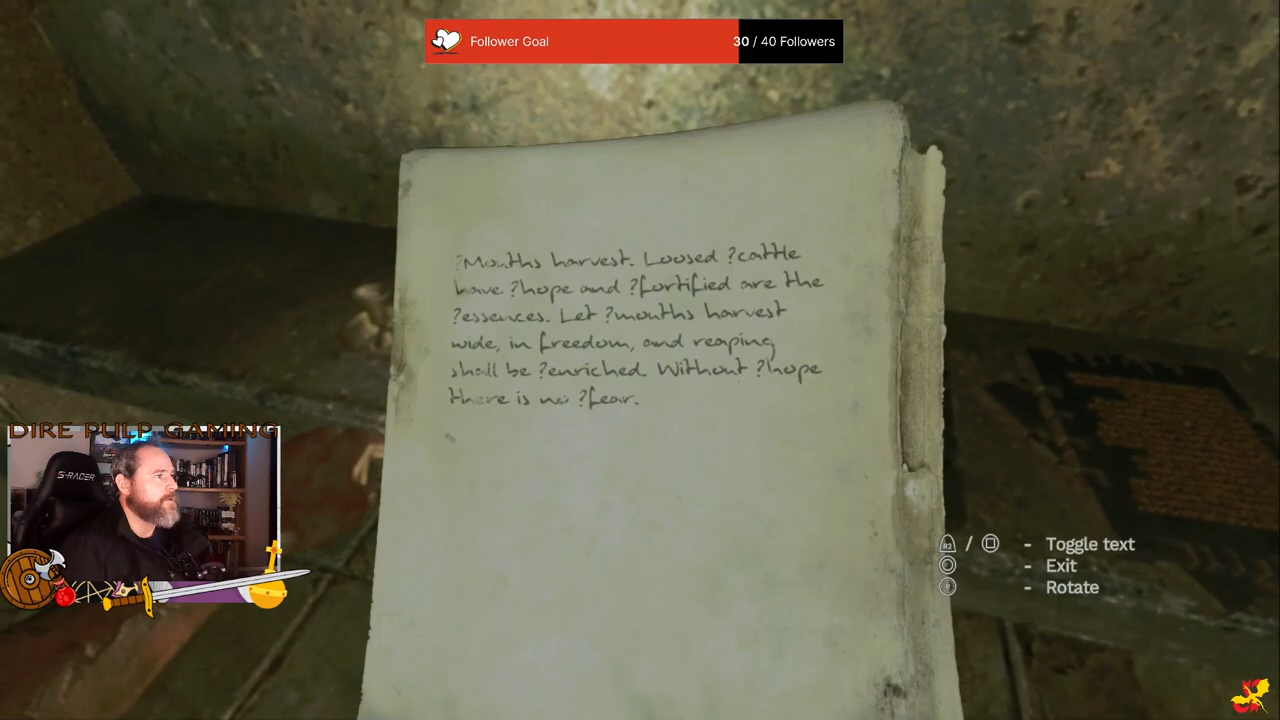 Follower Goal
30 / 40 Followers
?Mouths harvest. Loosed ?cattle
have ?hope and ?fortified are the
?essences. Let ?mouths harvest
wide, in freedom, and reaping
shall be ?enriched. Without ?hope
there is no ?fear.
DIRE PULP GAMING
S-RACER
R2 / - Toggle text
- Exit
R - Rotate